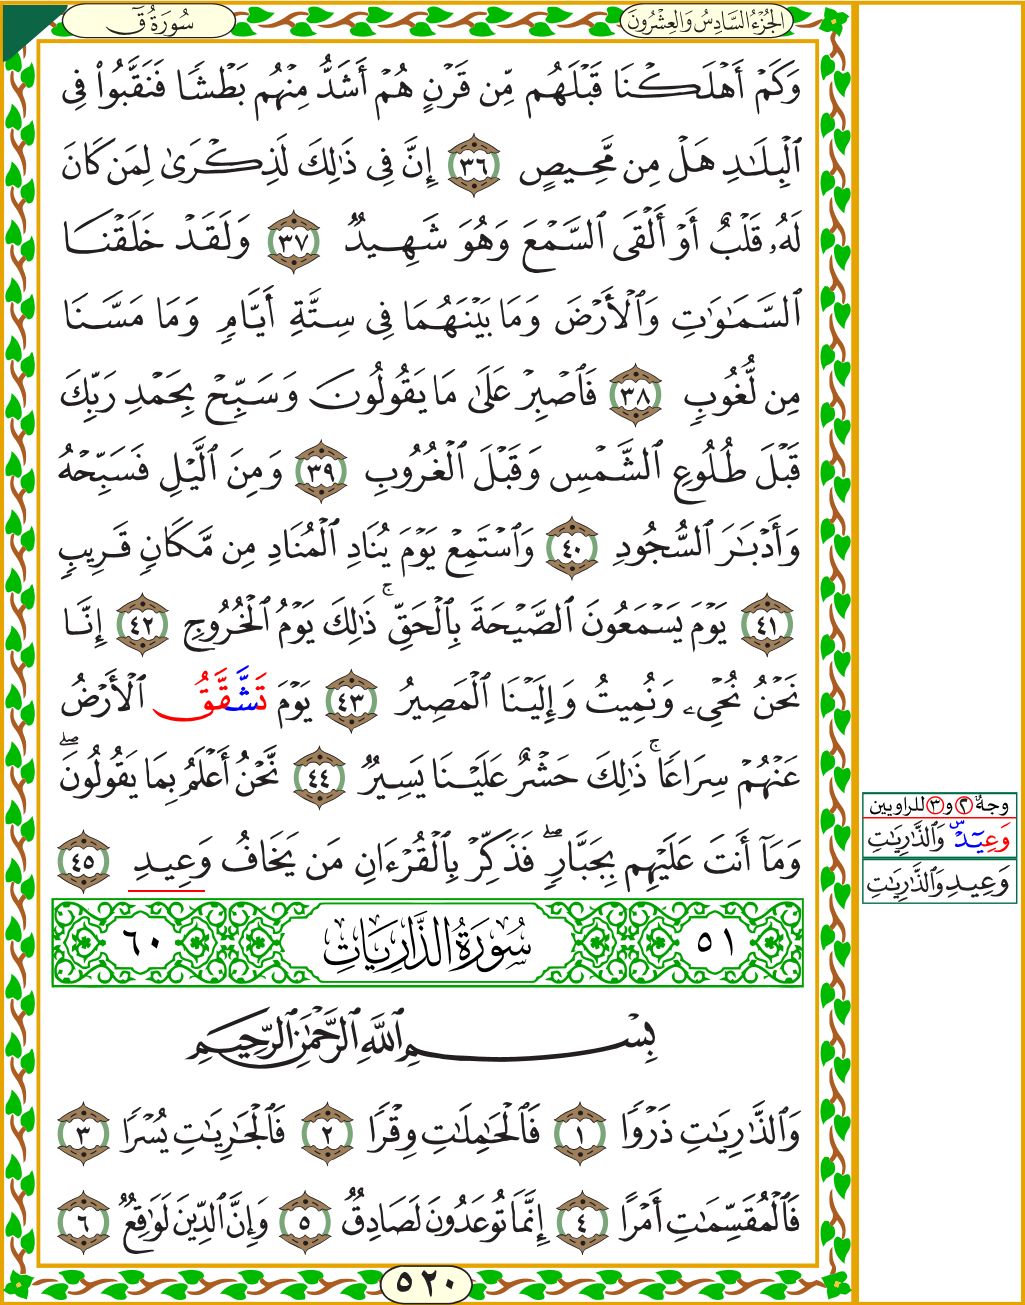 سُورَةُ قٓ
الجُزْءُ السَّادِسُ وَالعِشْرُونَ
وَكَمۡ أَهۡلَكۡنَا قَبۡلَهُم مِّن قَرۡنٍ هُمۡ أَشَدُّ مِنۡهُم بَطۡشٗا فَنَقَّبُواْ فِي
ٱلۡبِلَٰدِ هَلۡ مِن مَّحِيصٍ ٣٦ إِنَّ فِي ذَٰلِكَ لَذِكۡرَىٰ لِمَن كَانَ
لَهُۥ قَلۡبٌ أَوۡ أَلۡقَى ٱلسَّمۡعَ وَهُوَ شَهِيدٞ ٣٧ وَلَقَدۡ خَلَقۡنَا
ٱلسَّمَٰوَٰتِ وَٱلۡأَرۡضَ وَمَا بَيۡنَهُمَا فِي سِتَّةِ أَيَّامٖ وَمَا مَسَّنَا
مِن لُّغُوبٖ ٣٨ فَٱصۡبِرۡ عَلَىٰ مَا يَقُولُونَ وَسَبِّحۡ بِحَمۡدِ رَبِّكَ
قَبۡلَ طُلُوعِ ٱلشَّمۡسِ وَقَبۡلَ ٱلۡغُرُوبِ ٣٩ وَمِنَ ٱلَّيۡلِ فَسَبِّحۡهُ
وَأَدۡبَٰرَ ٱلسُّجُودِ ٤٠ وَٱسۡتَمِعۡ يَوۡمَ يُنَادِ ٱلۡمُنَادِ مِن مَّكَانٖ قَرِيبٖ
٤١ يَوۡمَ يَسۡمَعُونَ ٱلصَّيۡحَةَ بِٱلۡحَقِّۚ ذَٰلِكَ يَوۡمُ ٱلۡخُرُوجِ ٤٢ إِنَّا
نَحۡنُ نُحۡيِۦ وَنُمِيتُ وَإِلَيۡنَا ٱلۡمَصِيرُ ٤٣ يَوۡمَ تَشَّقَّقُ ٱلۡأَرۡضُ
عَنۡهُمۡ سِرَاعٗاۚ ذَٰلِكَ حَشۡرٌ عَلَيۡنَا يَسِيرٞ ٤٤ نَّحۡنُ أَعۡلَمُ بِمَا يَقُولُونَۖ
وَمَآ أَنتَ عَلَيۡهِم بِجَبَّارٖۖ فَذَكِّرۡ بِٱلۡقُرۡءَانِ مَن يَخَافُ وَعِيدِ ٤٥
٥١ سُورَةُ الذَّارِيَاتِ ٦٠
بِسۡمِ ٱللَّهِ ٱلرَّحۡمَٰنِ ٱلرَّحِيمِ
وَٱلذَّٰرِيَٰتِ ذَرۡوٗا ١ فَٱلۡحَٰمِلَٰتِ وِقۡرٗا ٢ فَٱلۡجَٰرِيَٰتِ يُسۡرٗا ٣
فَٱلۡمُقَسِّمَٰتِ أَمۡرًا ٤ إِنَّمَا تُوعَدُونَ لَصَادِقٞ ٥ وَإِنَّ ٱلدِّينَ لَوَٰقِعٞ ٦
٥٢٠
وجهٌ ٢ و ٣ للراويين
وَعِيدۡ س وَٱلذَّٰرِيَٰتِ
وَعِيدِ وَٱلذَّٰرِيَٰتِ